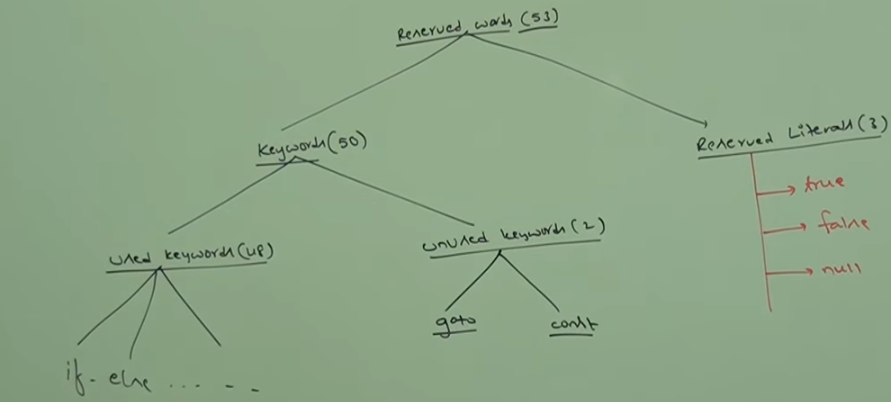 Reserved words (53)
Keywords (50)
Reserved Literals (3)
true
false
null
used keywords (48)
unused keywords (2)
goto
const
if - else ... - -